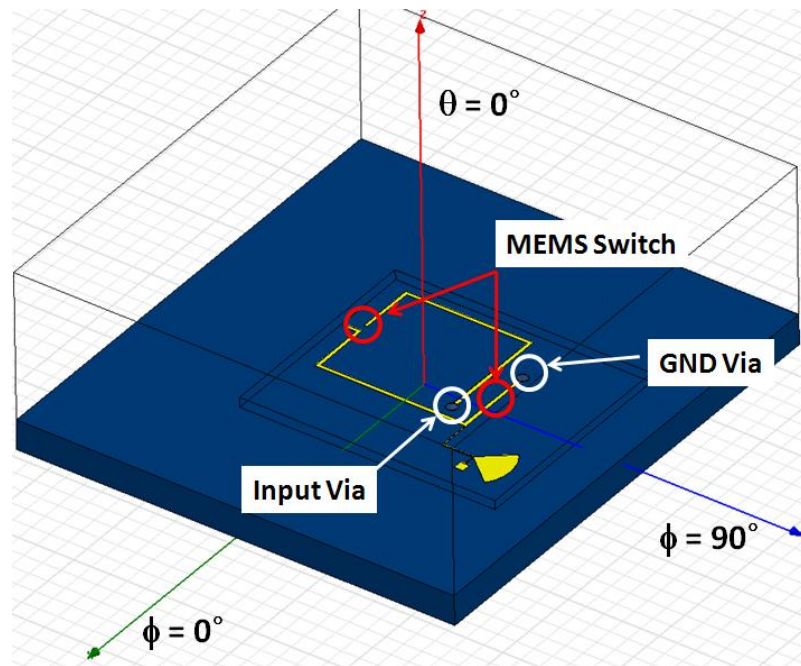 z
θ = 0°
MEMS Switch
GND Via
Input Via
ϕ = 90°
ϕ = 0°